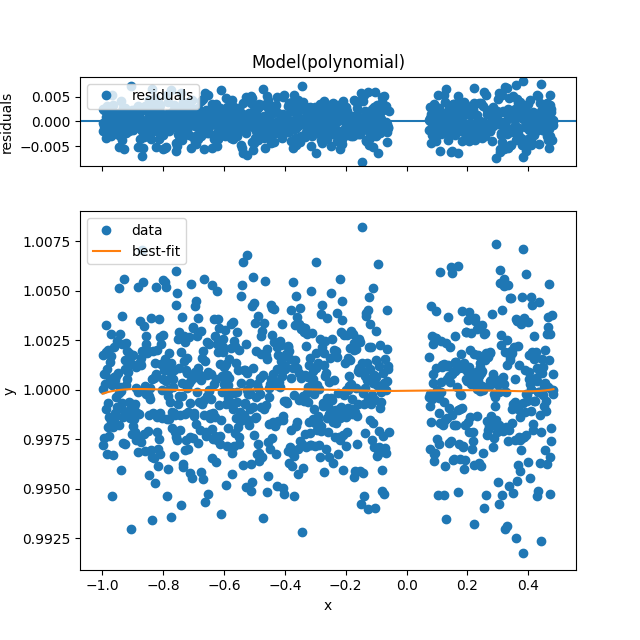 Model(polynomial)
residuals
0.005
0.000
−0.005
residuals
data
best-fit
1.0075
1.0050
1.0025
1.0000
0.9975
0.9950
0.9925
y
−1.0 −0.8 −0.6 −0.4 −0.2 0.0 0.2 0.4
x